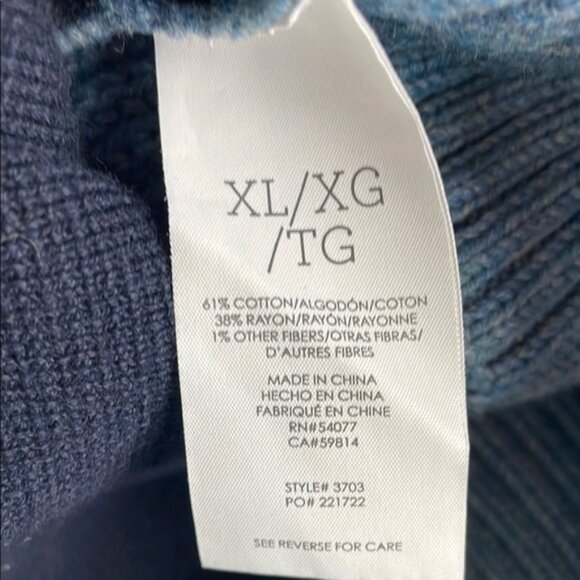 XL/XG
/TG
61% COTTON/ALGODÓN/COTON
38% RAYON/RAYÓN/RAYONNE
1% OTHER FIBERS/OTRAS FIBRAS/
D'AUTRES FIBRES
MADE IN CHINA
HECHO EN CHINA
FABRIQUÉ EN CHINE
RN#54077
CA#59814
STYLE# 3703
PO# 221722
SEE REVERSE FOR CARE